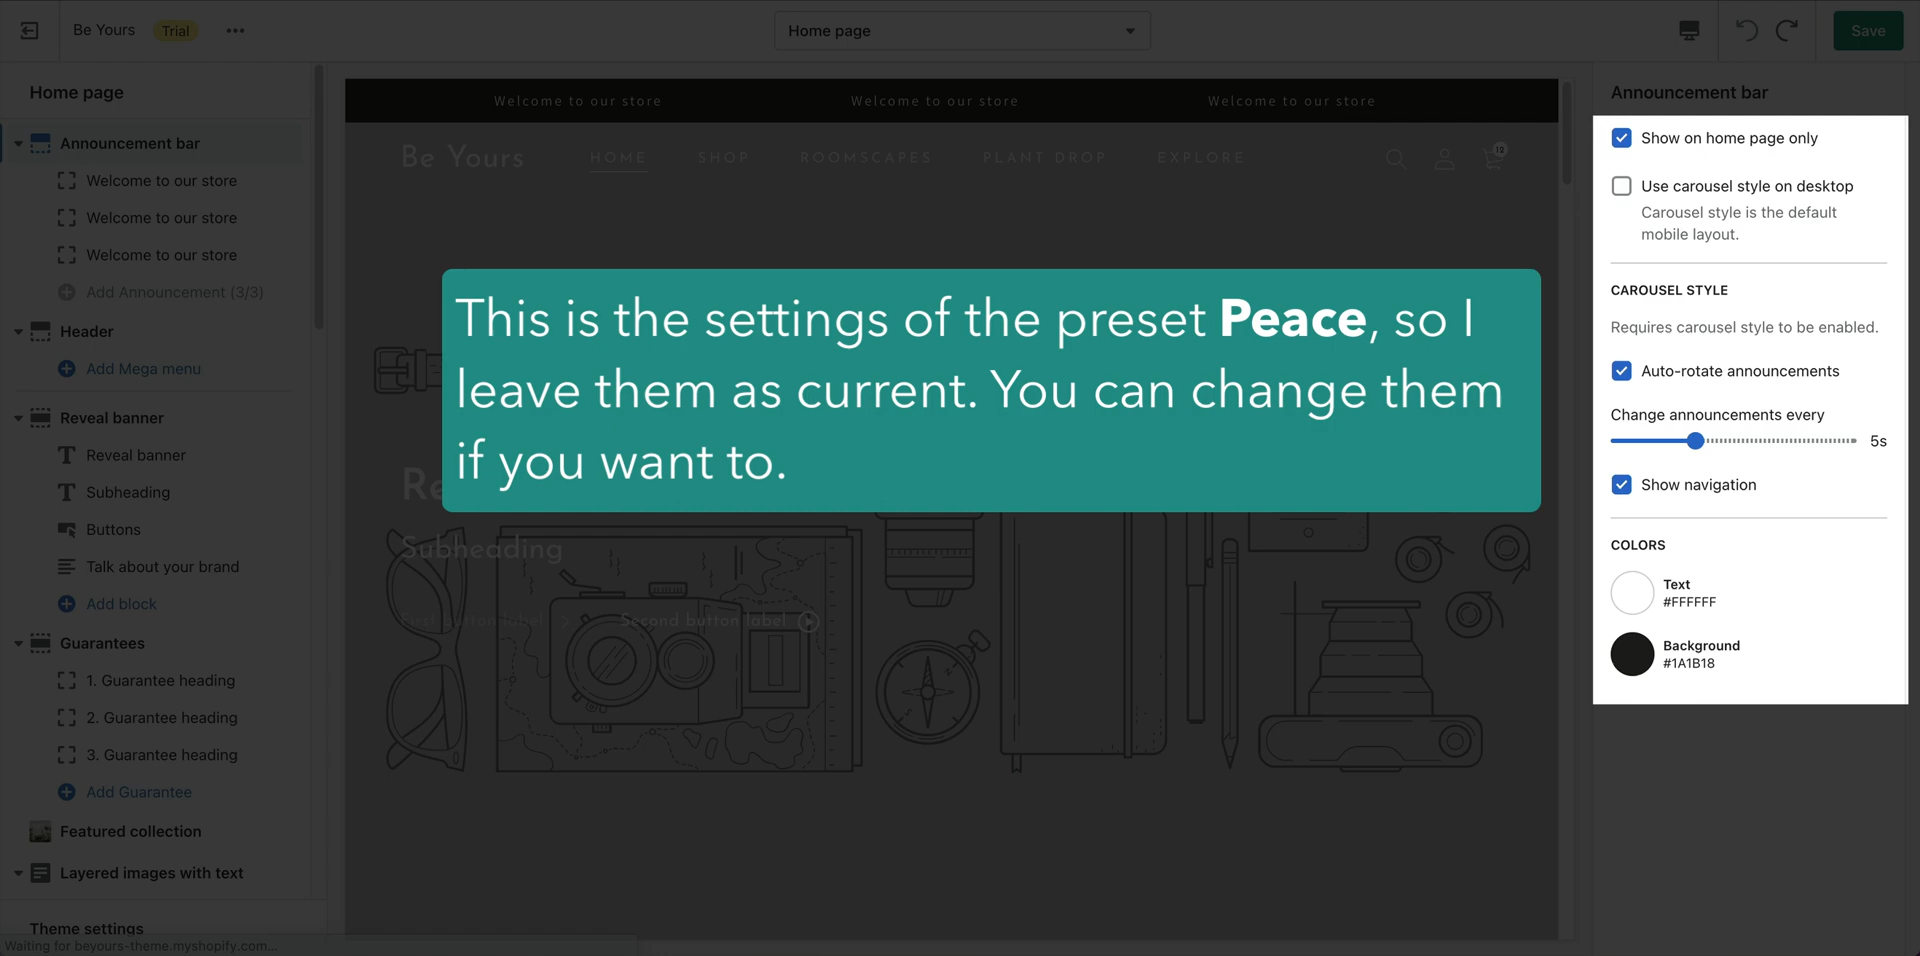 Be Yours
Trial
Home page
Save
Home page
Announcement bar
Welcome to our store
Welcome to our store
Welcome to our store
Add Announcement (3/3)
Header
Add Mega menu
Reveal banner
Reveal banner
Subheading
Buttons
Talk about your brand
Add block
Guarantees
1. Guarantee heading
2. Guarantee heading
3. Guarantee heading
Add Guarantee
Featured collection
Layered images with text
Theme settings
Waiting for beyours-theme.myshopify.com...
Welcome to our store
Welcome to our store
Welcome to our store
Be Yours
HOME
SHOP
ROOMSCAPES
PLANT DROP
EXPLORE
12
This is the settings of the preset Peace, so I
leave them as current. You can change them
if you want to.
Subheading
First button label
Second button label
Announcement bar
Show on home page only
Use carousel style on desktop
Carousel style is the default
mobile layout.
CAROUSEL STYLE
Requires carousel style to be enabled.
Auto-rotate announcements
Change announcements every
5s
Show navigation
COLORS
Text
#FFFFFF
Background
#1A1B18